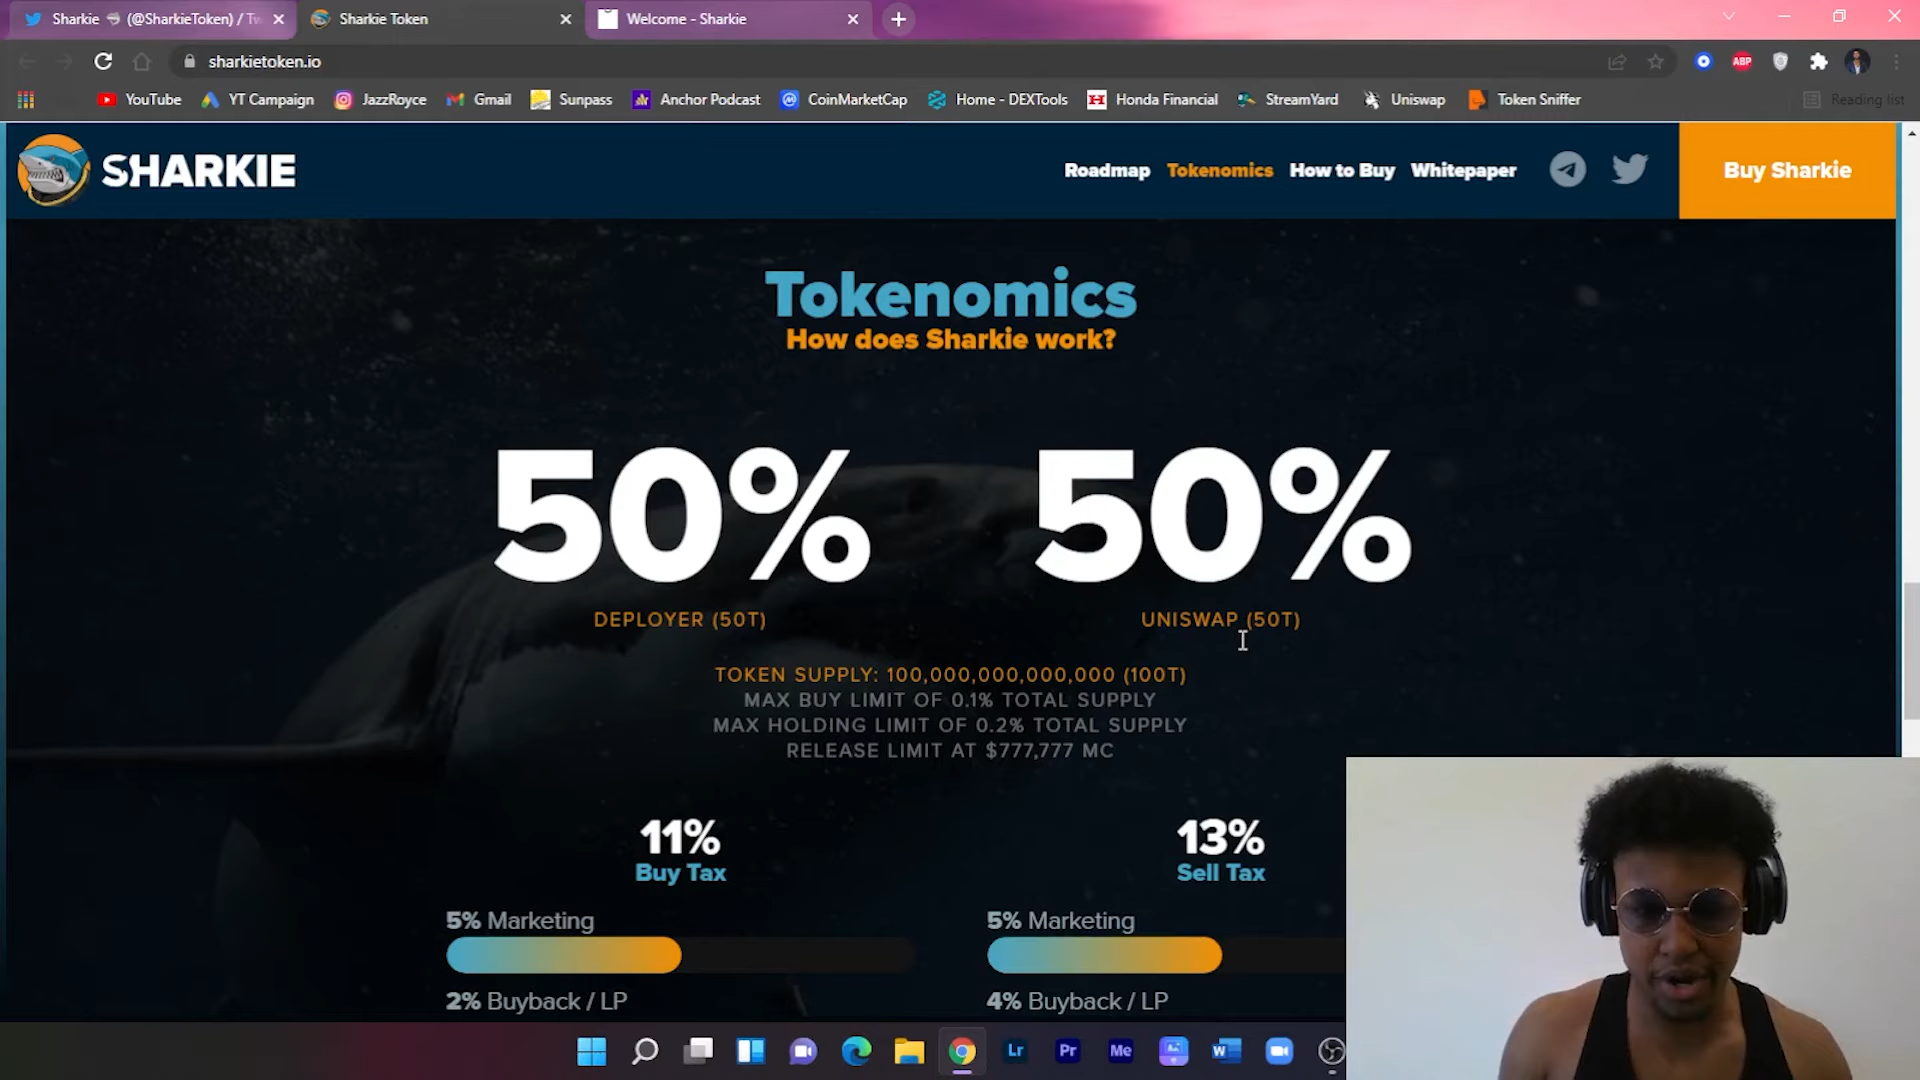 Sharkie (@SharkieToken) / Tw
Sharkie Token
Welcome - Sharkie
sharkietoken.io
ABP
YouTube
YT Campaign
JazzRoyce
Gmail
Sunpass
Anchor Podcast
CoinMarketCap
Home - DEXTools
Honda Financial
StreamYard
Uniswap
Token Sniffer
Reading list
SHARKIE
Roadmap
Tokenomics
How to Buy
Whitepaper
Buy Sharkie
Tokenomics
How does Sharkie work?
50%
50%
DEPLOYER (50T)
UNISWAP (50T)
TOKEN SUPPLY: 100,000,000,000,000 (100T)
MAX BUY LIMIT OF 0.1% TOTAL SUPPLY
MAX HOLDING LIMIT OF 0.2% TOTAL SUPPLY
RELEASE LIMIT AT $777,777 MC
11%
Buy Tax
13%
Sell Tax
5% Marketing
5% Marketing
2% Buyback / LP
4% Buyback / LP
Lr
Pr
Me
W